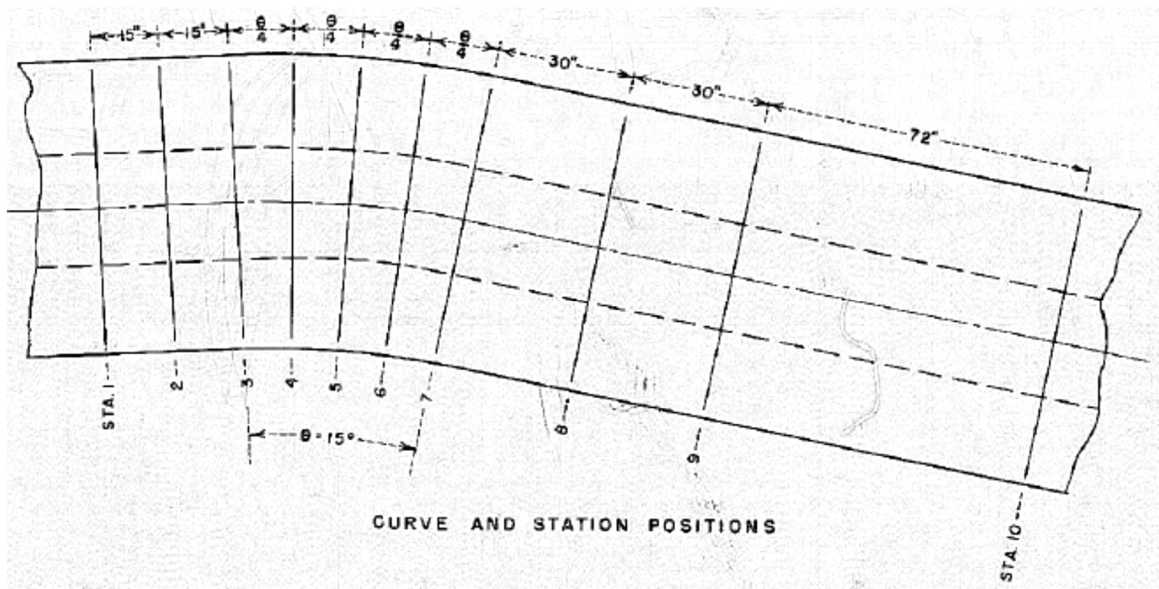 15"
15"
θ/4
θ/4
θ/4
θ/4
30"
30"
72"
STA. 1
2
3
4
5
6
7
8
9
STA. 10
θ = 15°
CURVE AND STATION POSITIONS